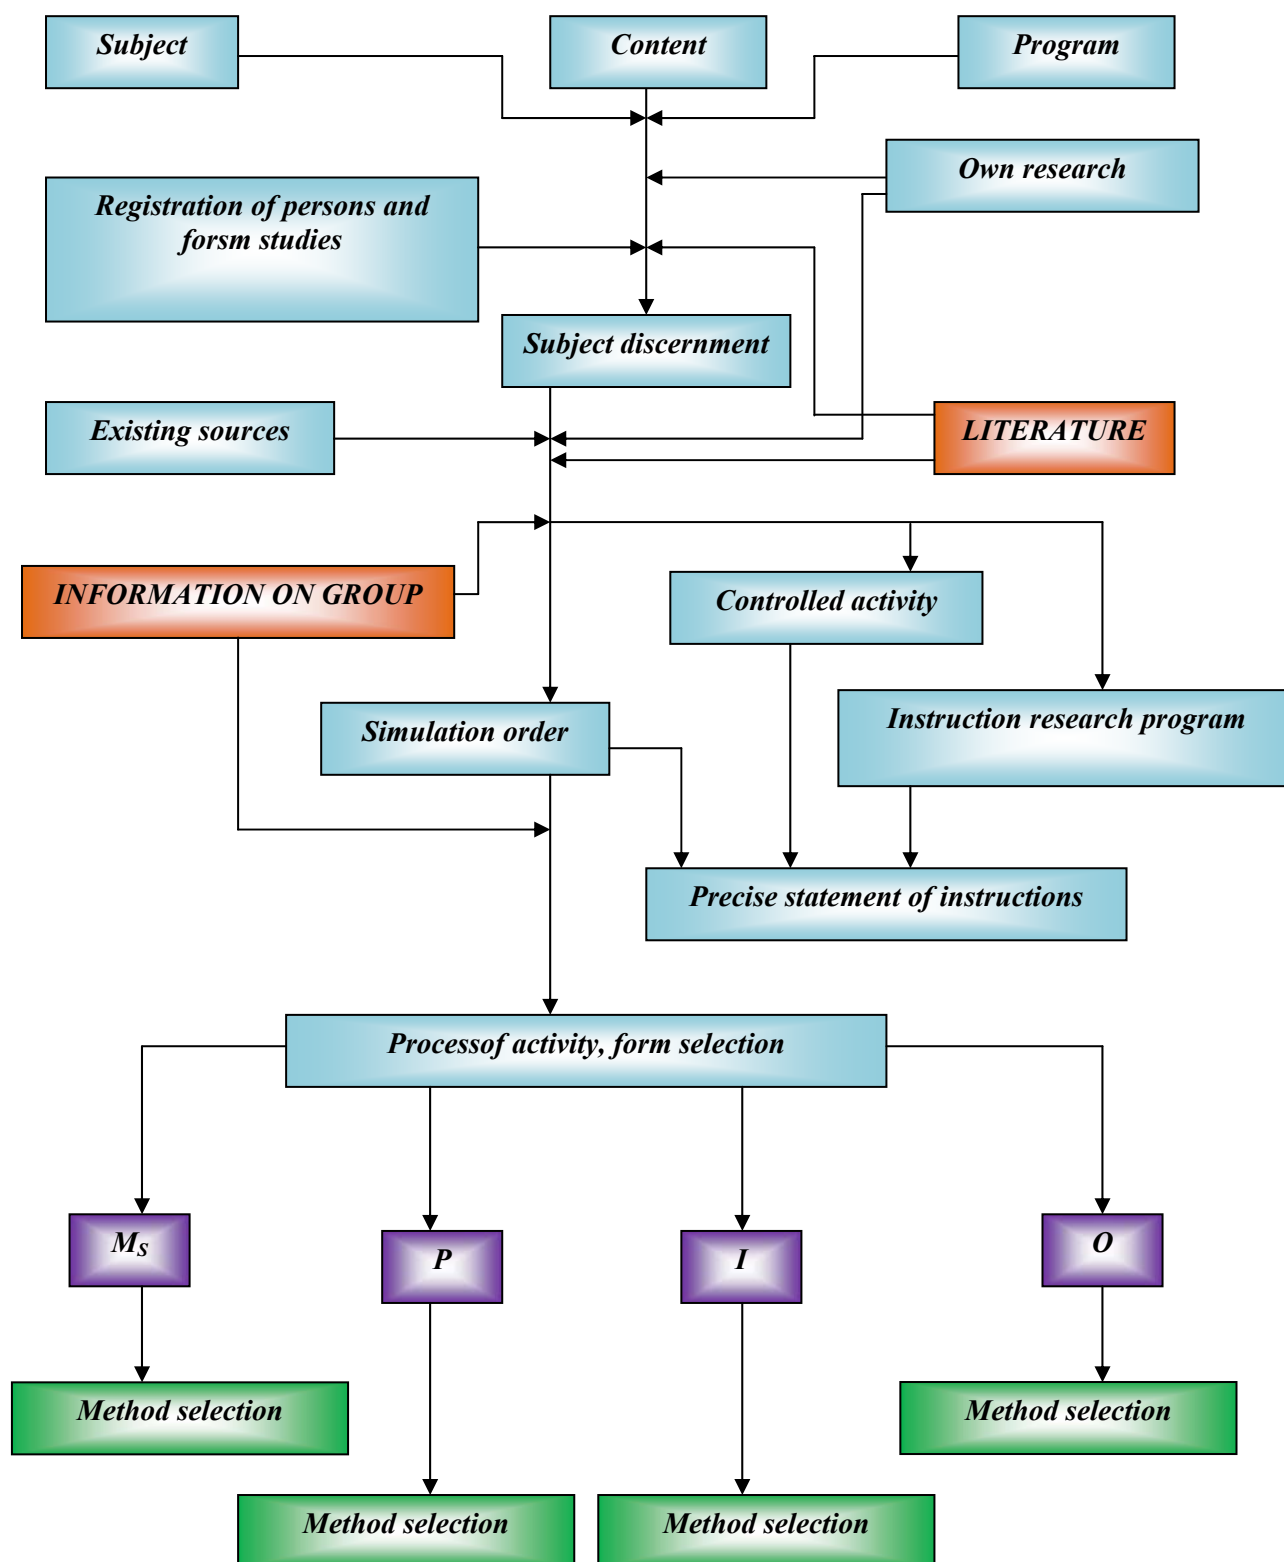 Subject
Content
Program
Own research
Registration of persons and
forsm studies
Subject discernment
Existing sources
LITERATURE
INFORMATION ON GROUP
Controlled activity
Simulation order
Instruction research program
Precise statement of instructions
Processof activity, form selection
MS
P
I
O
Method selection
Method selection
Method selection
Method selection